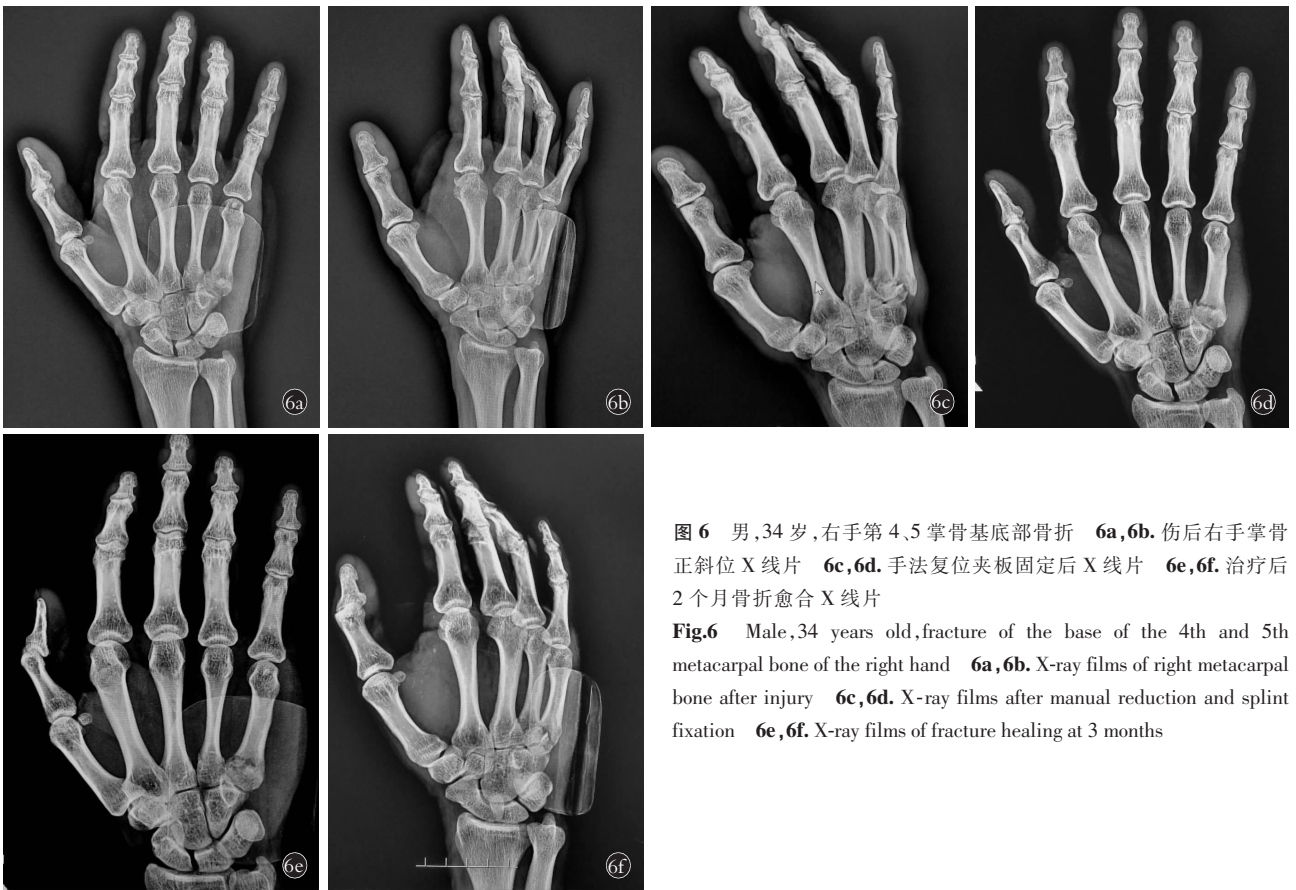 6a
6b
6c
6d
6e
6f
图 6 男,34 岁,右手第 4、5 掌骨基底部骨折 6a,6b. 伤后右手掌骨
正斜位 X 线片 6c,6d. 手法复位夹板固定后 X 线片 6e,6f. 治疗后
2 个月骨折愈合 X 线片
Fig.6 Male,34 years old,fracture of the base of the 4th and 5th
metacarpal bone of the right hand 6a,6b. X-ray films of right metacarpal
bone after injury 6c,6d. X-ray films after manual reduction and splint
fixation 6e,6f. X-ray films of fracture healing at 3 months